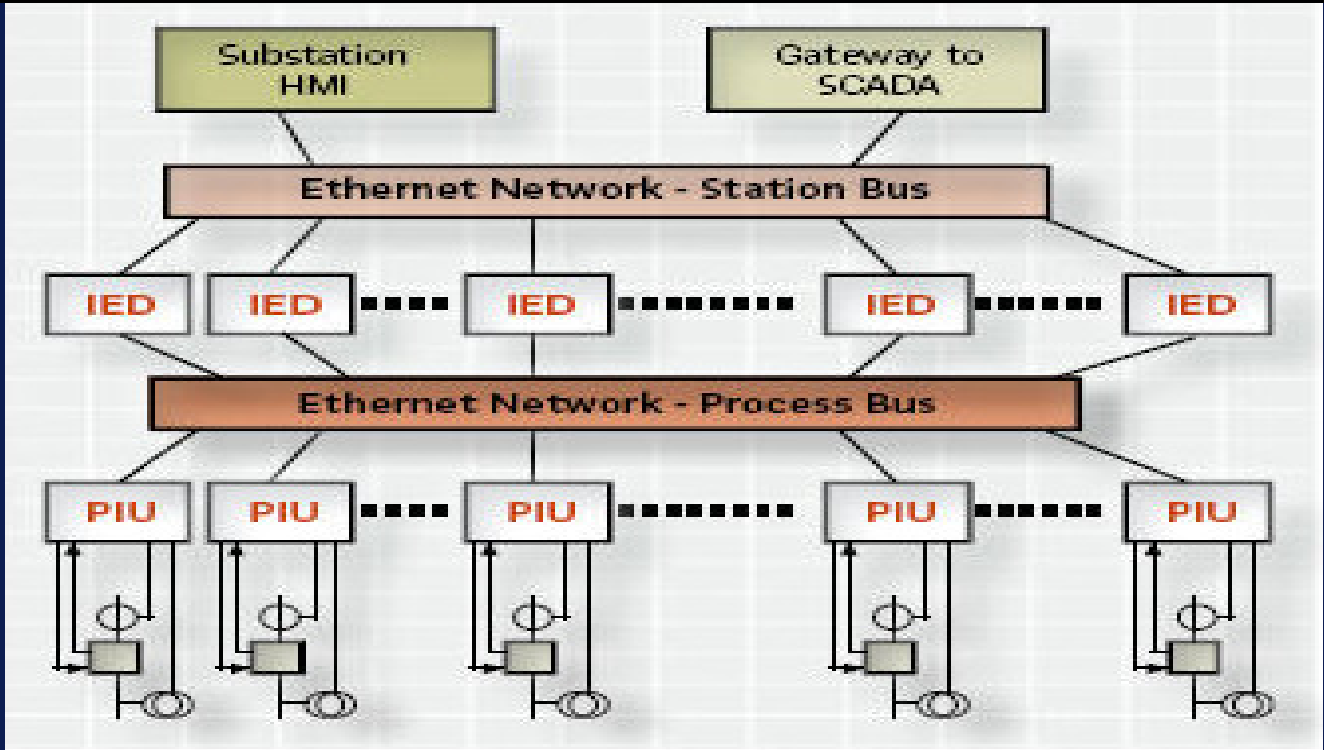 Substation
HMI
Gateway to
SCADA
Ethernet Network - Station Bus
IED IED IED IED IED
Ethernet Network - Process Bus
PIU PIU PIU PIU PIU